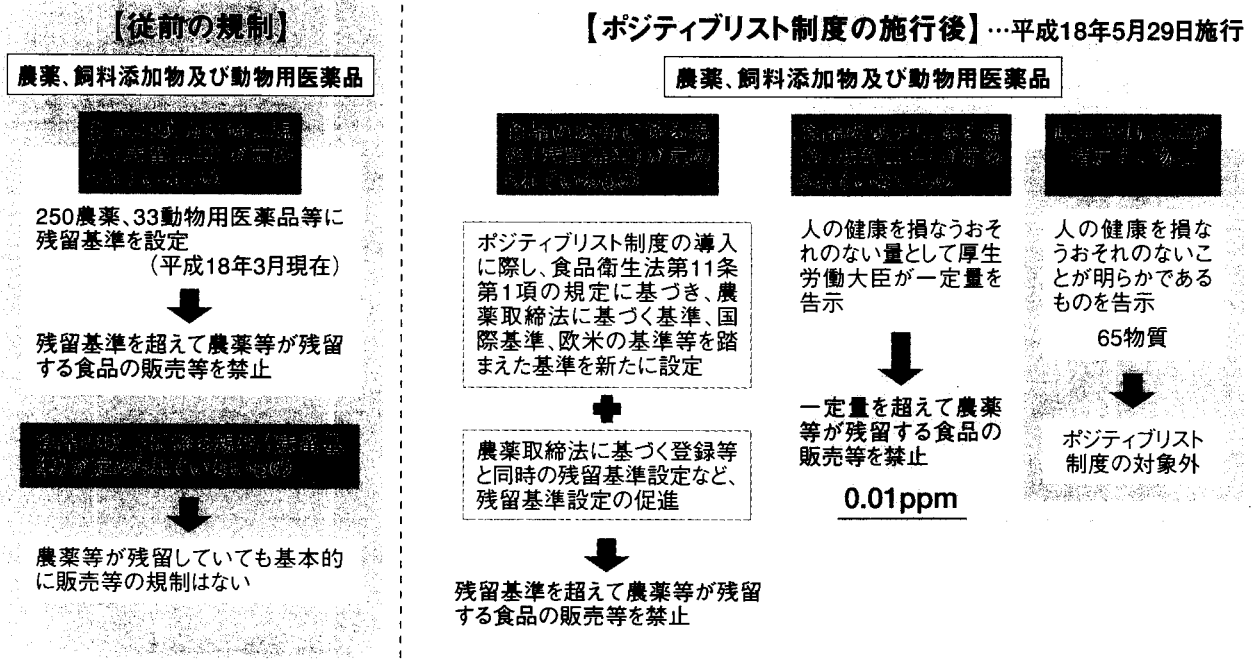 【従前の規制】
農薬、飼料添加物及び動物用医薬品
250農薬、33動物用医薬品等に
残留基準を設定
(平成18年3月現在)
残留基準を超えて農薬等が残留
する食品の販売等を禁止
農薬等が残留していても基本的
に販売等の規制はない
【ポジティブリスト制度の施行後】…平成18年5月29日施行
農薬、飼料添加物及び動物用医薬品
ポジティブリスト制度の導入
に際し、食品衛生法第11条
第1項の規定に基づき、農
薬取締法に基づく基準、国
際基準、欧米の基準等を踏
まえた基準を新たに設定
農薬取締法に基づく登録等
と同時の残留基準設定など、
残留基準設定の促進
残留基準を超えて農薬等が残留
する食品の販売等を禁止
人の健康を損なうおそ
れのない量として厚生
労働大臣が一定量を
告示
一定量を超えて農薬
等が残留する食品の
販売等を禁止
0.01ppm
人の健康を損な
うおそれのないこ
とが明らかである
ものを告示
65物質
ポジティブリスト
制度の対象外